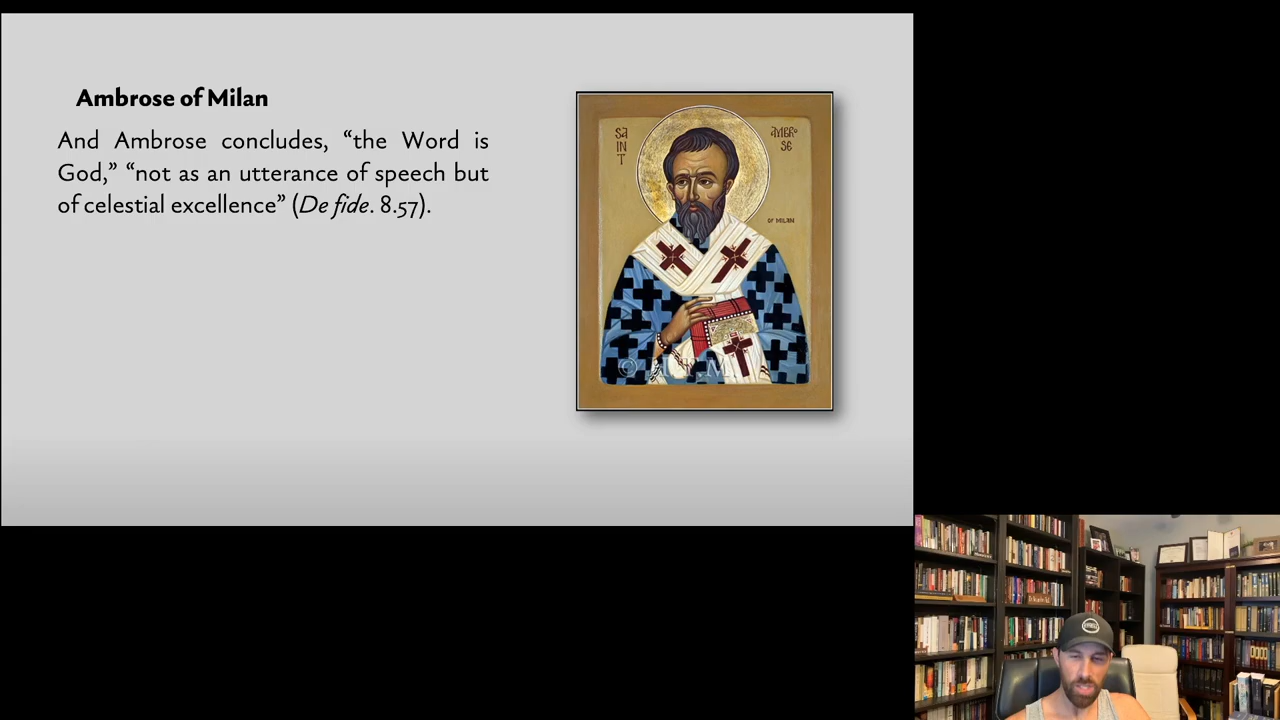 Ambrose of Milan
And Ambrose concludes, “the Word is
God,” “not as an utterance of speech but
of celestial excellence” (De fide. 8.57).
SA
IN
T
AMBRO
SE
OF MILAN